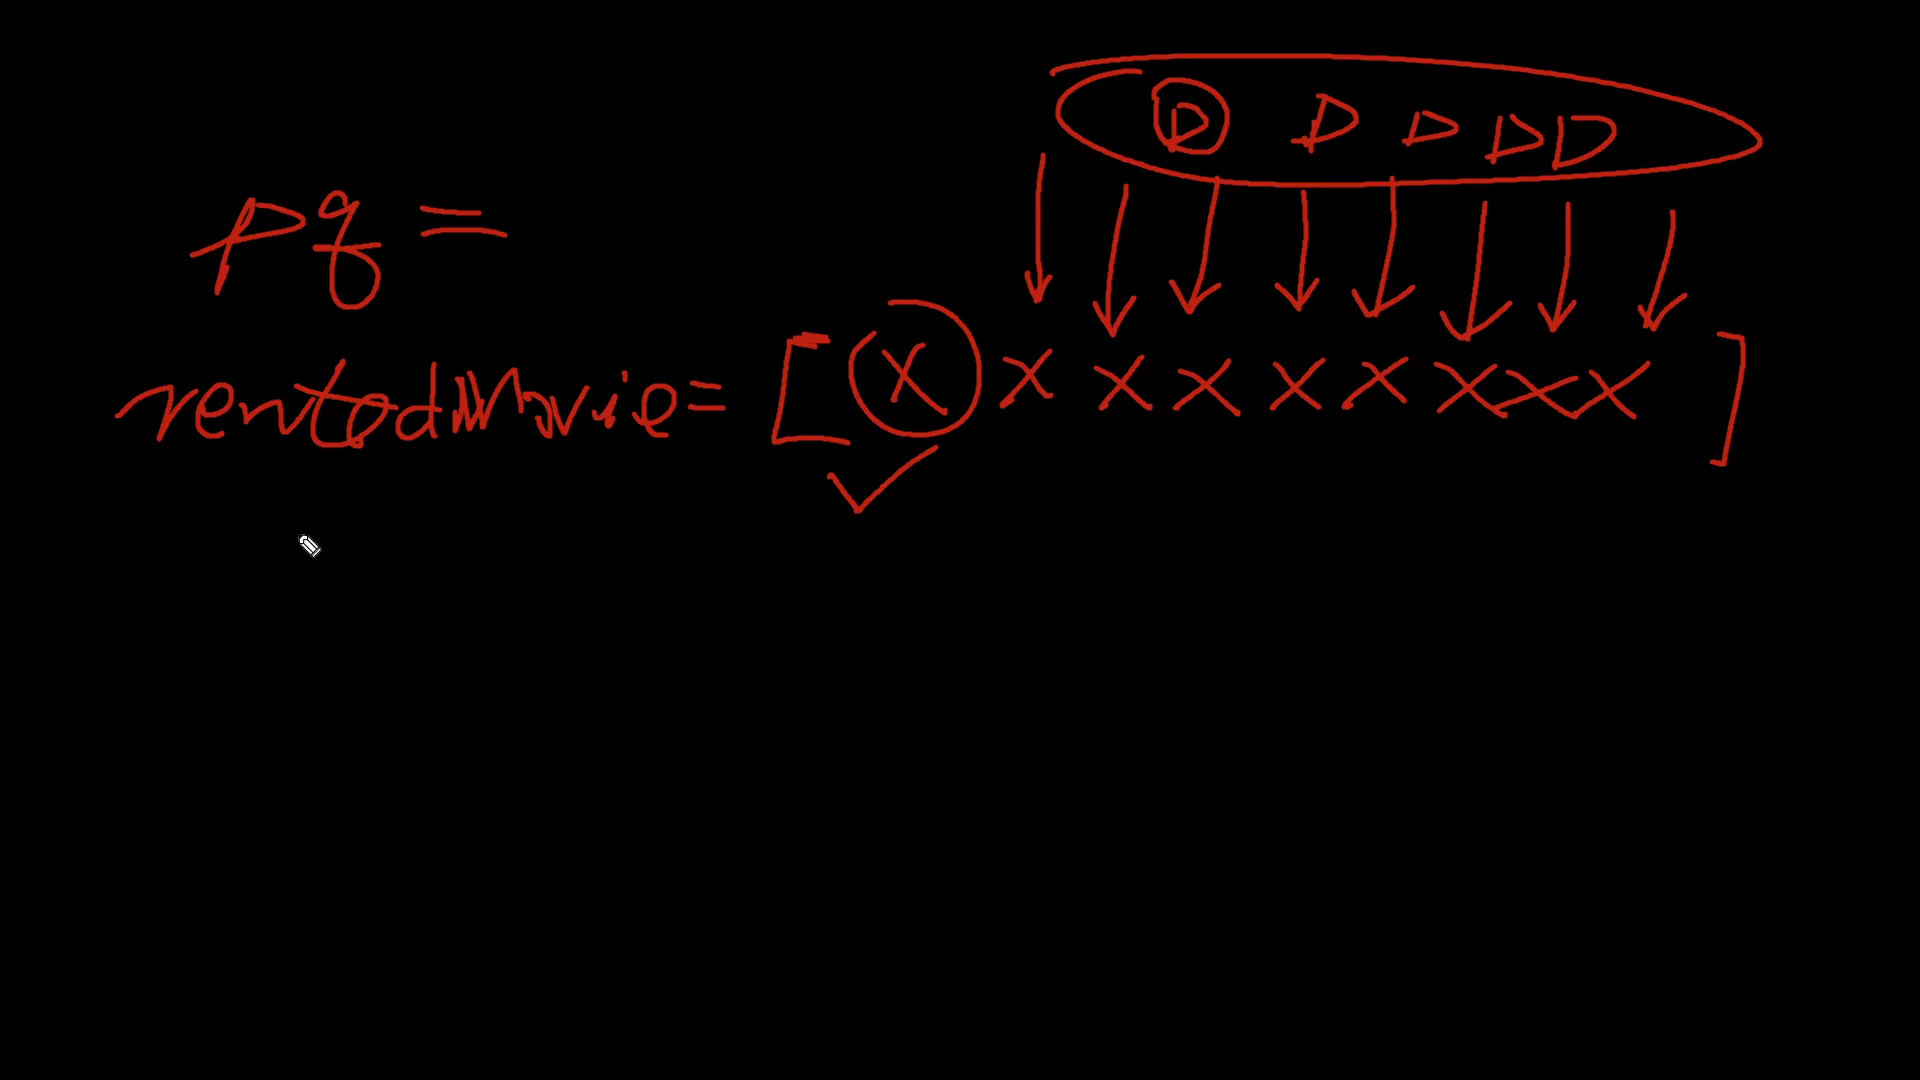 D D D D D
pq =
rentedMovie = [ X X X X X X X X X ]